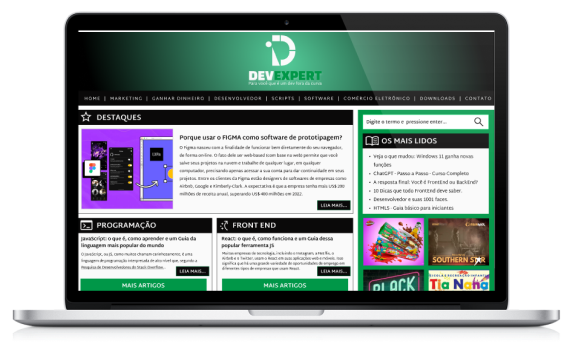 DEVEXPERT
HOME | MARKETING | GANHAR DINHEIRO | DESENVOLVEDOR | SCRIPTS | SOFTWARE | COMÉRCIO ELETRÔNICO | DOWNLOADS | CONTATO
DESTAQUES
Porque usar o FIGMA como software de prototipagem?
O Figma nasceu com a finalidade de funcionar bem diretamente do seu navegador,
de forma online. O fato dele ser web-based (com base na web) permite que você
salve seus projetos na nuvem e trabalhe de qualquer lugar, em qualquer
computador, precisando apenas acessar a sua conta para dar continuidade em seus
projetos. Entre os clientes da Figma estão designers de softwares de empresas como
Airbnb, Google e Kimberly-Clark. A expectativa é que a empresa tenha mais US$ 200
milhões de receita anual, superando US$ 400 milhões em 2022.
LEIA MAIS...
Digite o termo e pressione enter...
OS MAIS LIDOS
Veja o que mudou: Windows 11 ganha novas
funções
ChatGPT - Passo a Passo - Curso Completo
A resposta final: Você é FrontEnd ou BackEnd?
10 Dicas que todo FrontEnd deve saber.
Desenvolvedor e suas 1001 faces.
HTML5 - Guia básico para iniciantes
PROGRAMAÇÃO
JavaScript: o que é, como aprender e um Guia da
linguagem mais popular do mundo
O JavaScript, ou JS, como muitos chamam carinhosamente, é uma
linguagem de programação interpretada de alto nível que, segundo a
Pesquisa de Desenvolvedores do Stack Overflow,
LEIA MAIS...
MAIS ARTIGOS
FRONT END
React: o que é, como funciona e um Guia dessa
popular ferramenta JS
Muitas empresas de tecnologia, incluindo o Instagram, a Netflix, o
Airbnb e o Twitter, usam o React em suas aplicações web e móveis. Isso
significa que há uma grande variedade de oportunidades de emprego em
diferentes tipos de empresas que usam React.
LEIA MAIS...
MAIS ARTIGOS
SOUTHERN STAR
BLACK
Tia Nana